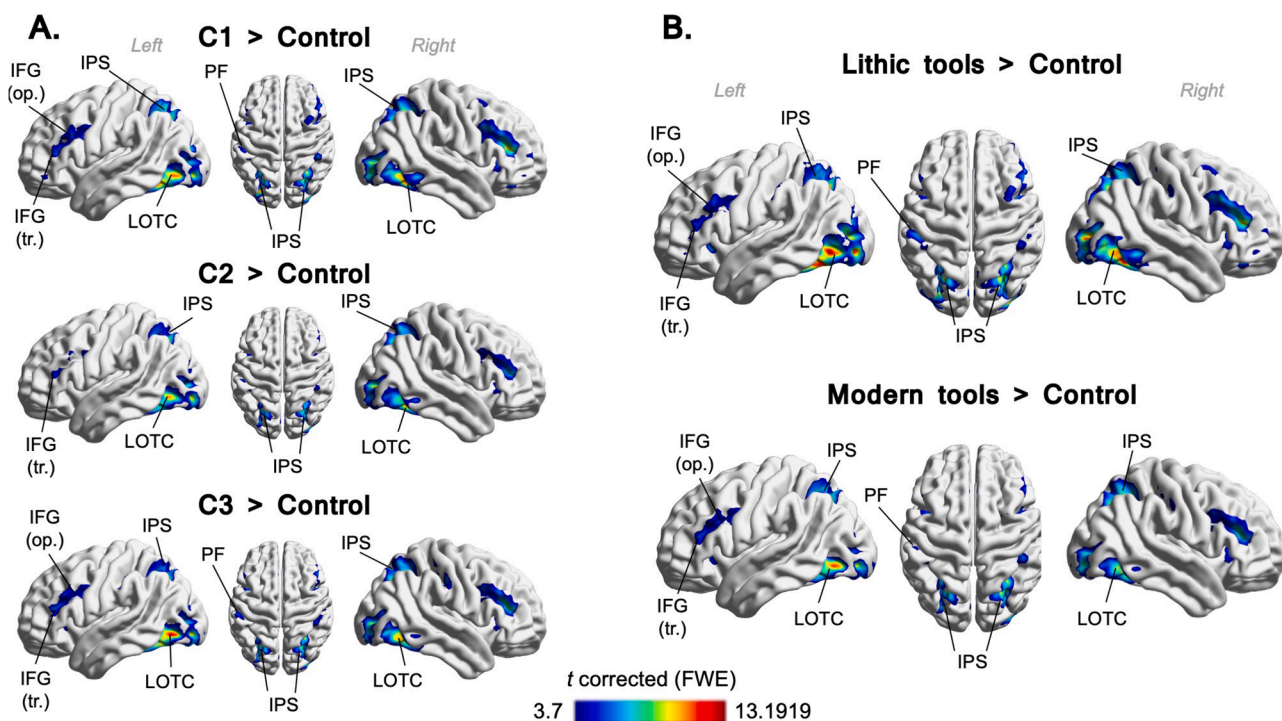 A.
C1 > Control
Left
Right
IFG
(op.)
IPS
PF
IPS
IFG
(tr.)
LOTC
IPS
LOTC
C2 > Control
IPS
IPS
IFG
(tr.)
LOTC
IPS
LOTC
C3 > Control
IFG
(op.)
IPS
PF
IPS
IFG
(tr.)
LOTC
IPS
LOTC
B.
Lithic tools > Control
Left
Right
IFG
(op.)
IPS
PF
IPS
IFG
(tr.)
LOTC
IPS
LOTC
Modern tools > Control
IFG
(op.)
IPS
PF
IPS
IFG
(tr.)
LOTC
IPS
LOTC
t corrected (FWE)
3.7 13.1919